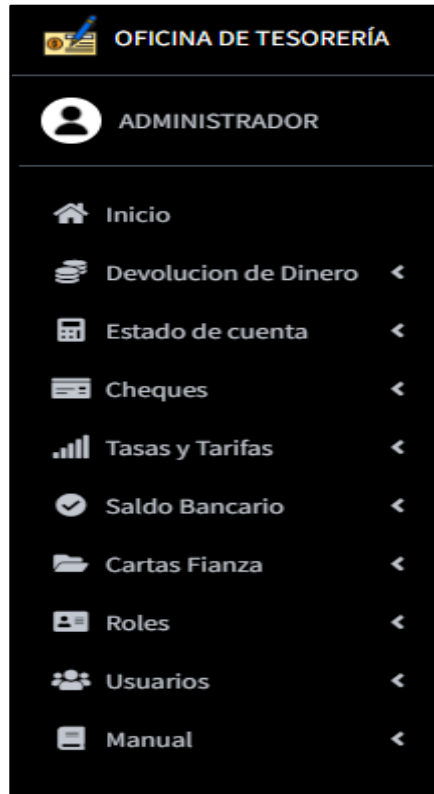 OFICINA DE TESORERÍA
ADMINISTRADOR
Inicio
Devolucion de Dinero
Estado de cuenta
Cheques
Tasas y Tarifas
Saldo Bancario
Cartas Fianza
Roles
Usuarios
Manual